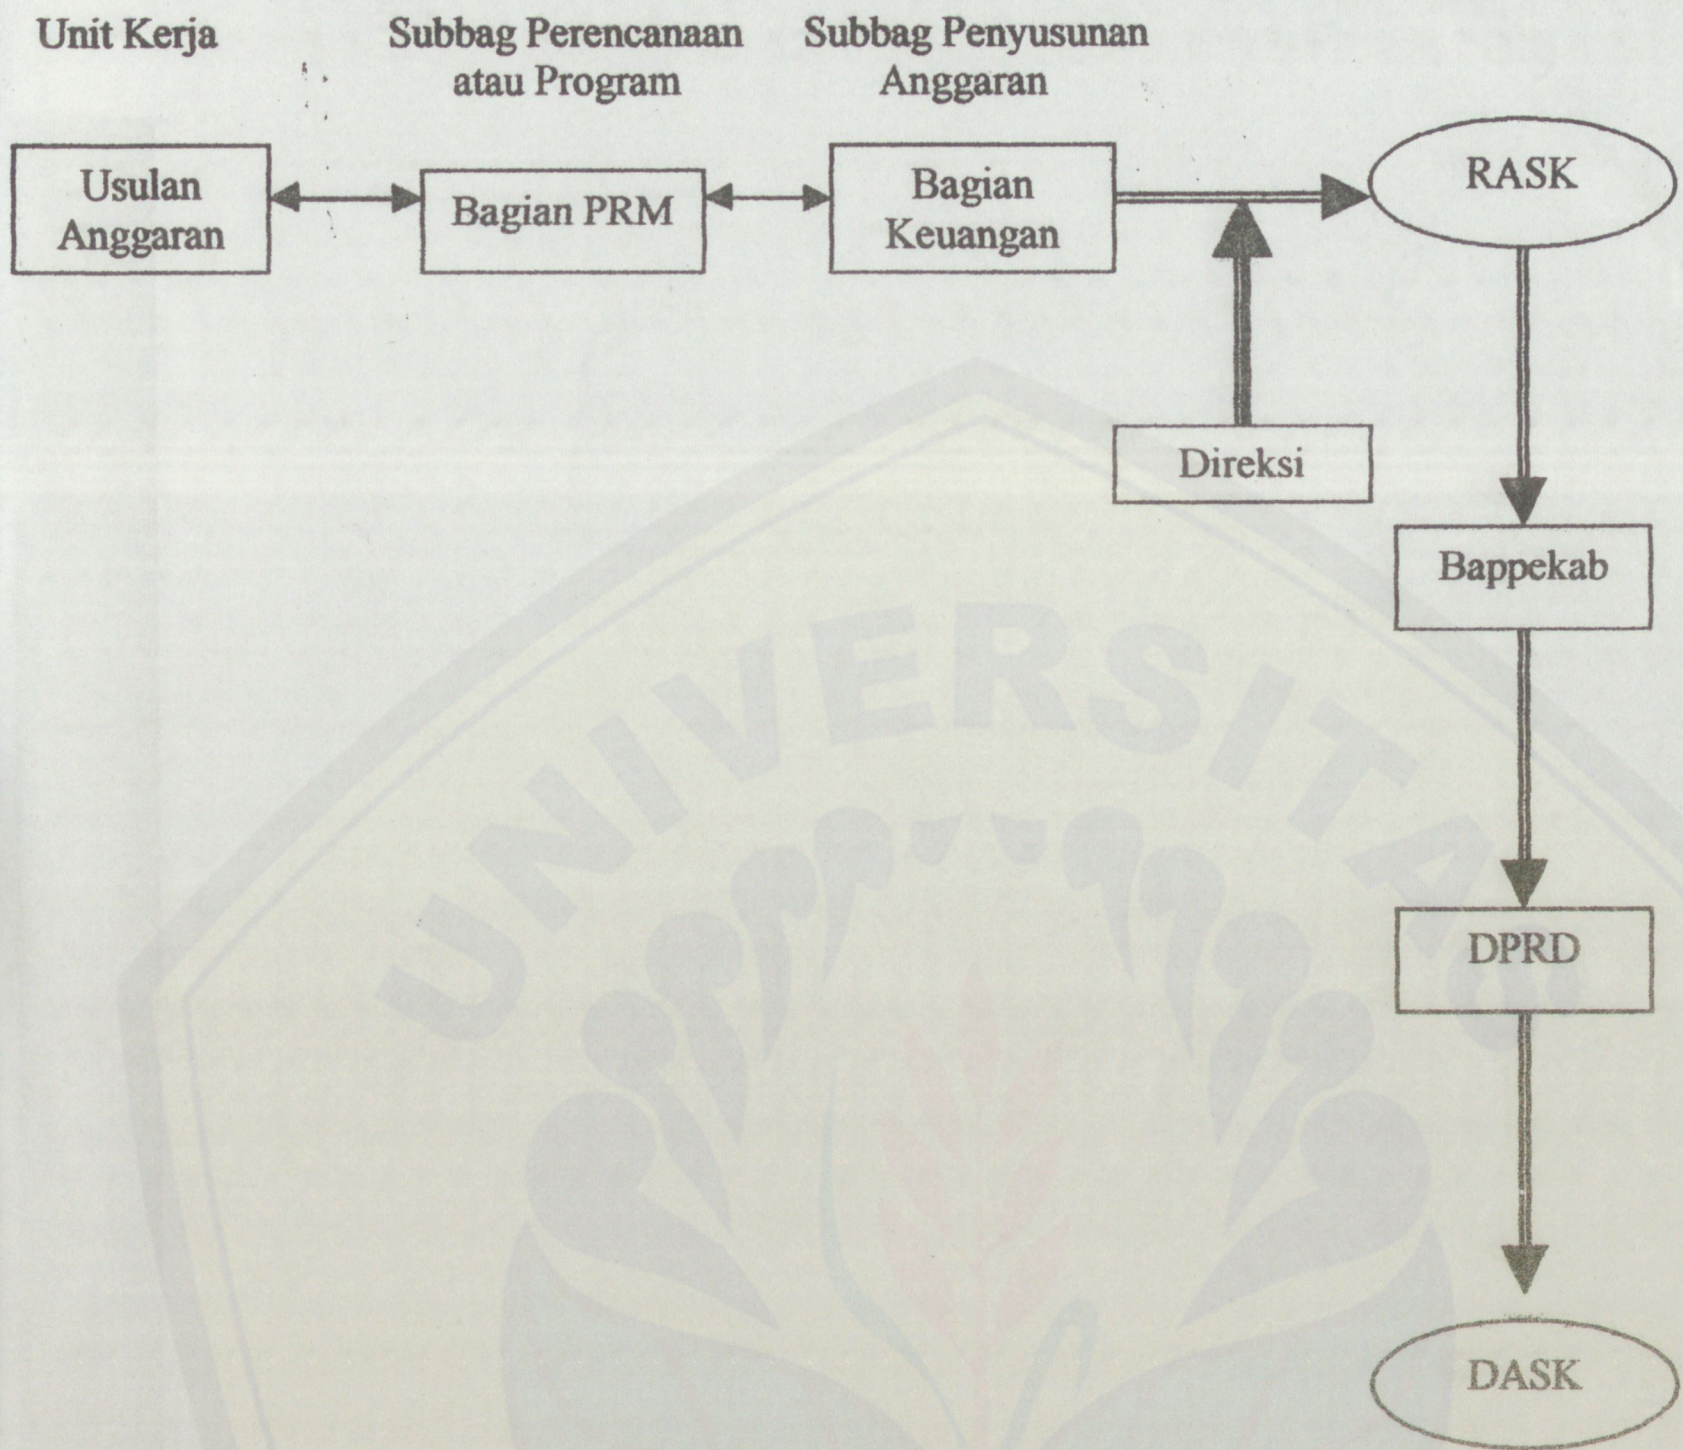 Unit Kerja
Subbag Perencanaan
atau Program
Subbag Penyusunan
Anggaran
Usulan
Anggaran
Bagian PRM
Bagian
Keuangan
RASK
Direksi
Bappekab
DPRD
DASK
UNIVERSITAS